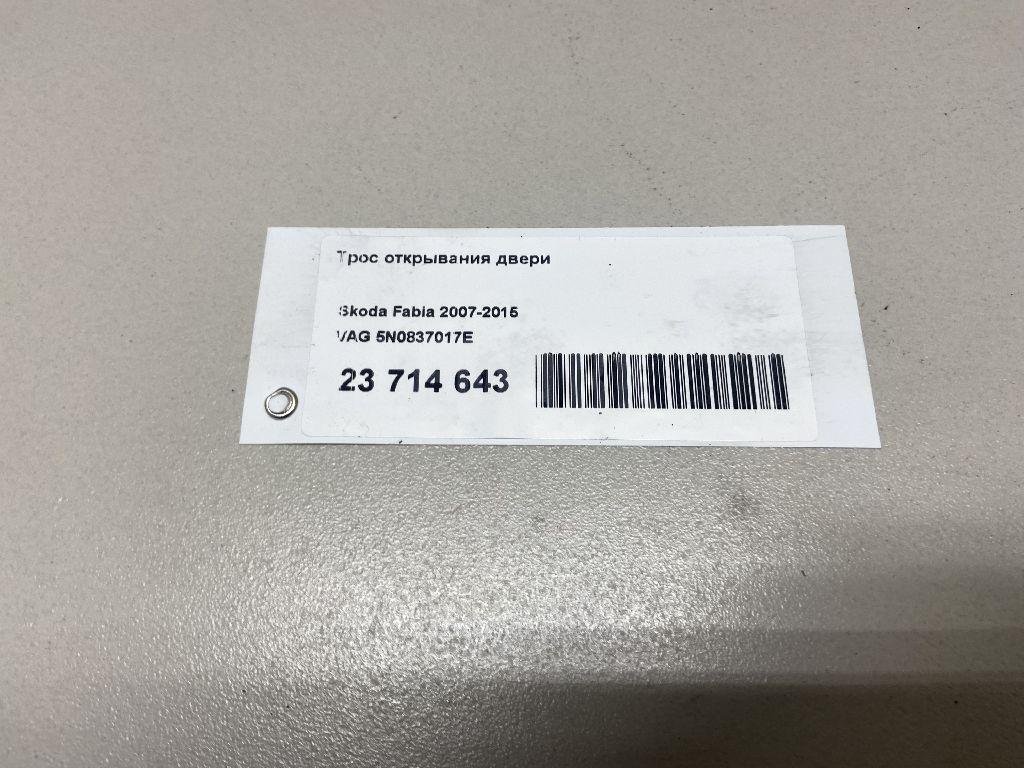 Трос открывания двери
Skoda Fabia 2007-2015
VAG 5N0837017E
23 714 643